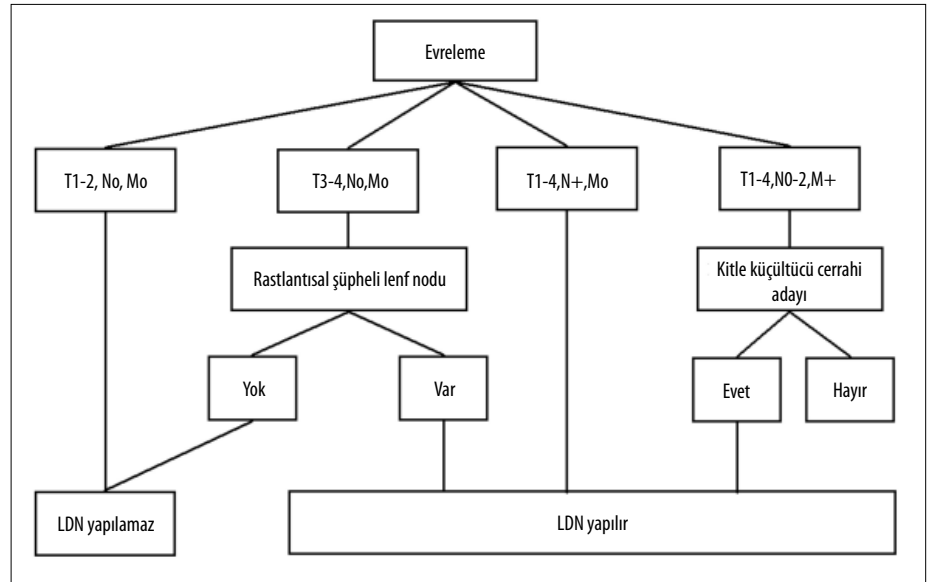 Evreleme
T1-2, No, Mo
T3-4,No,Mo
T1-4,N+,Mo
T1-4,N0-2,M+
Rastlantısal şüpheli lenf nodu
Kitle küçültücü cerrahi
adayı
Yok
Var
Evet
Hayır
LDN yapılamaz
LDN yapılır